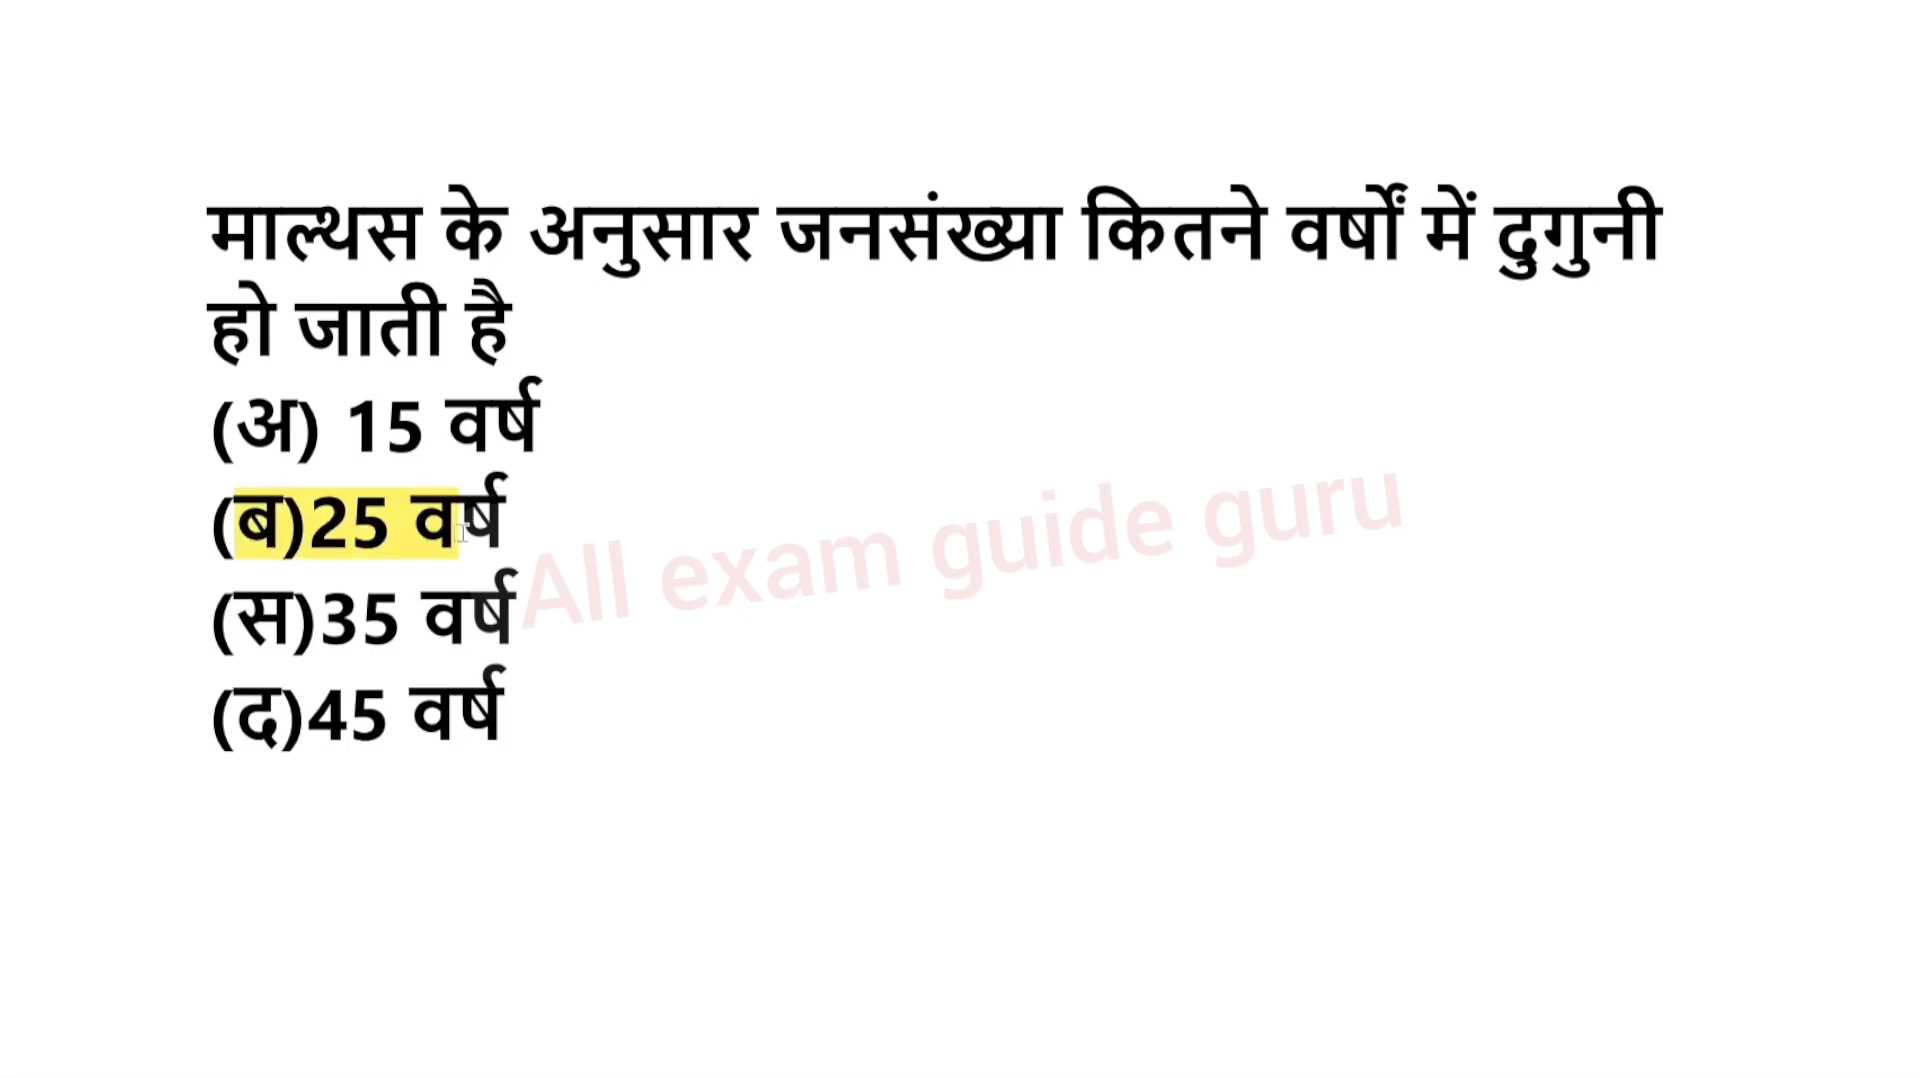 माल्थस के अनुसार जनसंख्या कितने वर्षों में दुगुनी
हो जाती है
(अ) 15 वर्ष
(ब)25 वर्ष
(स)35 वर्ष
(द)45 वर्ष
All exam guide guru